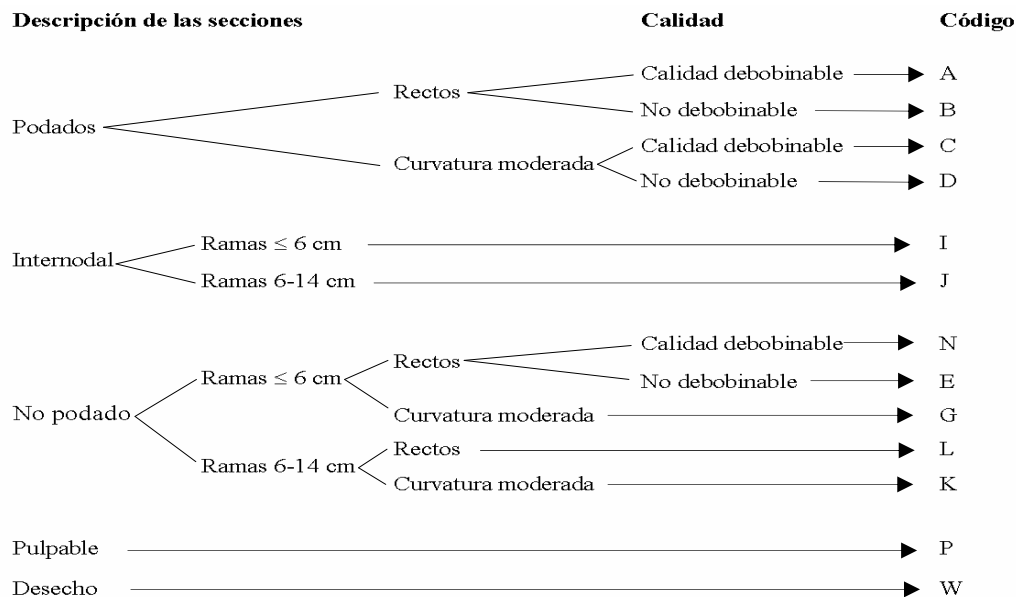 Descripción de las secciones Calidad Código
Calidad debobinable A
Rectos
No debobinable B
Podados
Calidad debobinable C
Curvatura moderada
No debobinable D
Ramas ≤ 6 cm I
Internodal
Ramas 6-14 cm J
Calidad debobinable N
Rectos
Ramas ≤ 6 cm No debobinable E
No podado Curvatura moderada G
Rectos L
Ramas 6-14 cm
Curvatura moderada K
Pulpable P
Desecho W